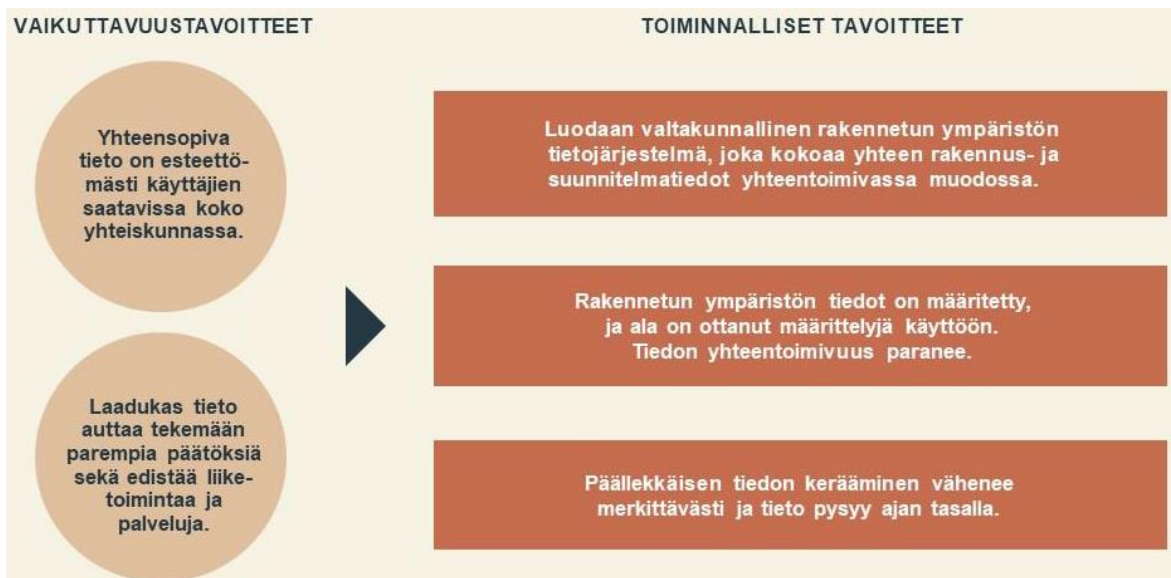 VAIKUTTAVUUSTAVOITTEET
Yhteensopiva
tieto on esteettö-
mästi käyttäjien
saatavissa koko
yhteiskunnassa.
Laadukas tieto
auttaa tekemään
parempia päätöksiä
sekä edistää liike-
toimintaa ja
palveluja.
TOIMINNALLISET TAVOITTEET
Luodaan valtakunnallinen rakennetun ympäristön
tietojärjestelmä, joka kokoaa yhteen rakennus- ja
suunnitelmatiedot yhteentoimivassa muodossa.
Rakennetun ympäristön tiedot on määritetty,
ja ala on ottanut määrittelyjä käyttöön.
Tiedon yhteentoimivuus paranee.
Päällekkäisen tiedon kerääminen vähenee
merkittävästi ja tieto pysyy ajan tasalla.